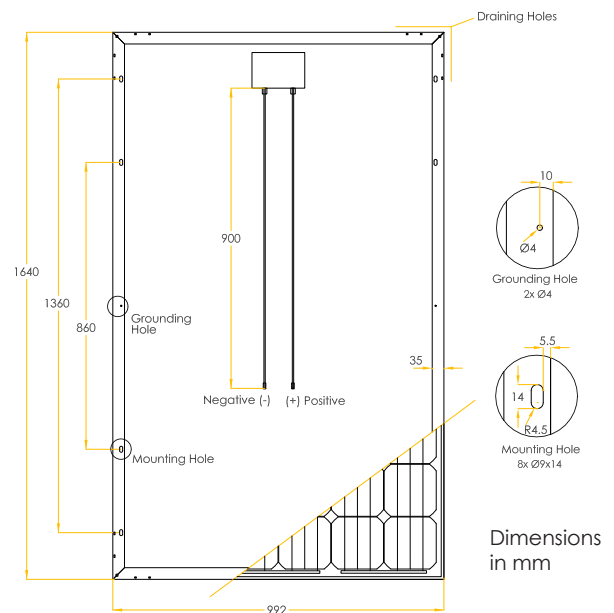 Draining Holes
10
900
Ø4
1640
Grounding Hole
2x Ø4
1360
Grounding
Hole
860
5.5
35
14
Negative (-)
(+) Positive
R4.5
Mounting Hole
8x Ø9x14
Mounting Hole
Dimensions
in mm
992